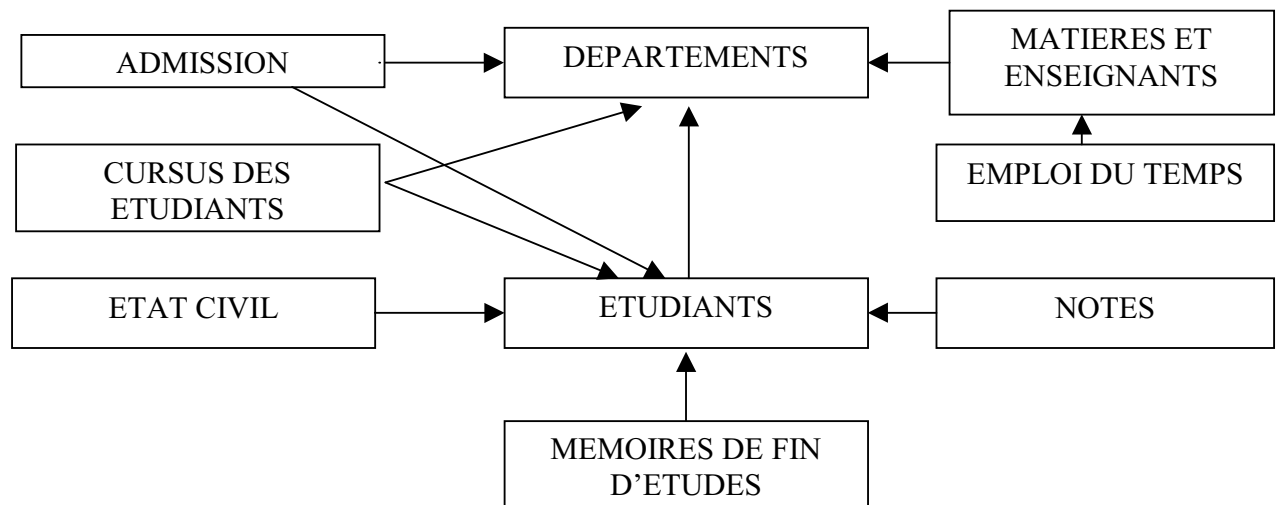 ADMISSION
DEPARTEMENTS
MATIERES ET
ENSEIGNANTS
CURSUS DES
ETUDIANTS
EMPLOI DU TEMPS
ETAT CIVIL
ETUDIANTS
NOTES
MEMOIRES DE FIN
D’ETUDES